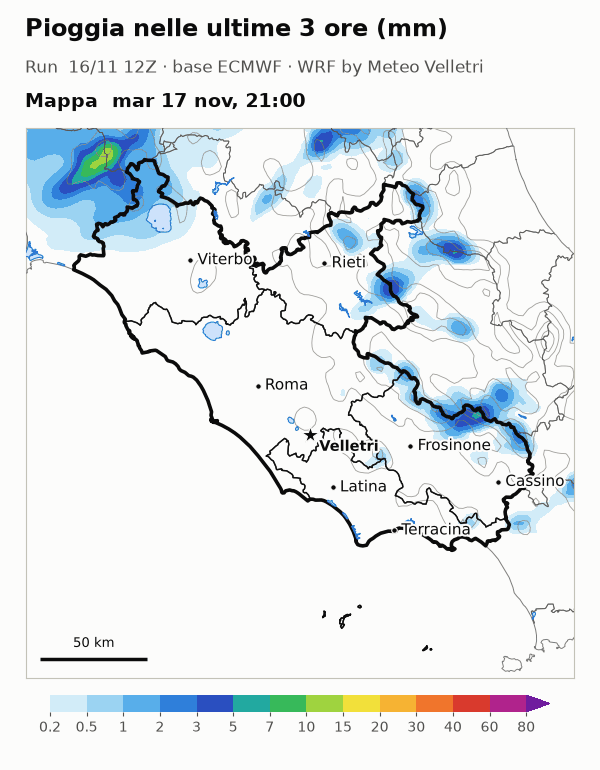 Pioggia nelle ultime 3 ore (mm)
Run 16/11 12Z · base ECMWF · WRF by Meteo Velletri
Mappa mar 17 nov, 21:00
Viterbo
Rieti
Roma
Velletri
Frosinone
Latina
Cassino
Terracina
50 km
0.2 0.5 1 2 3 5 7 10 15 20 30 40 60 80